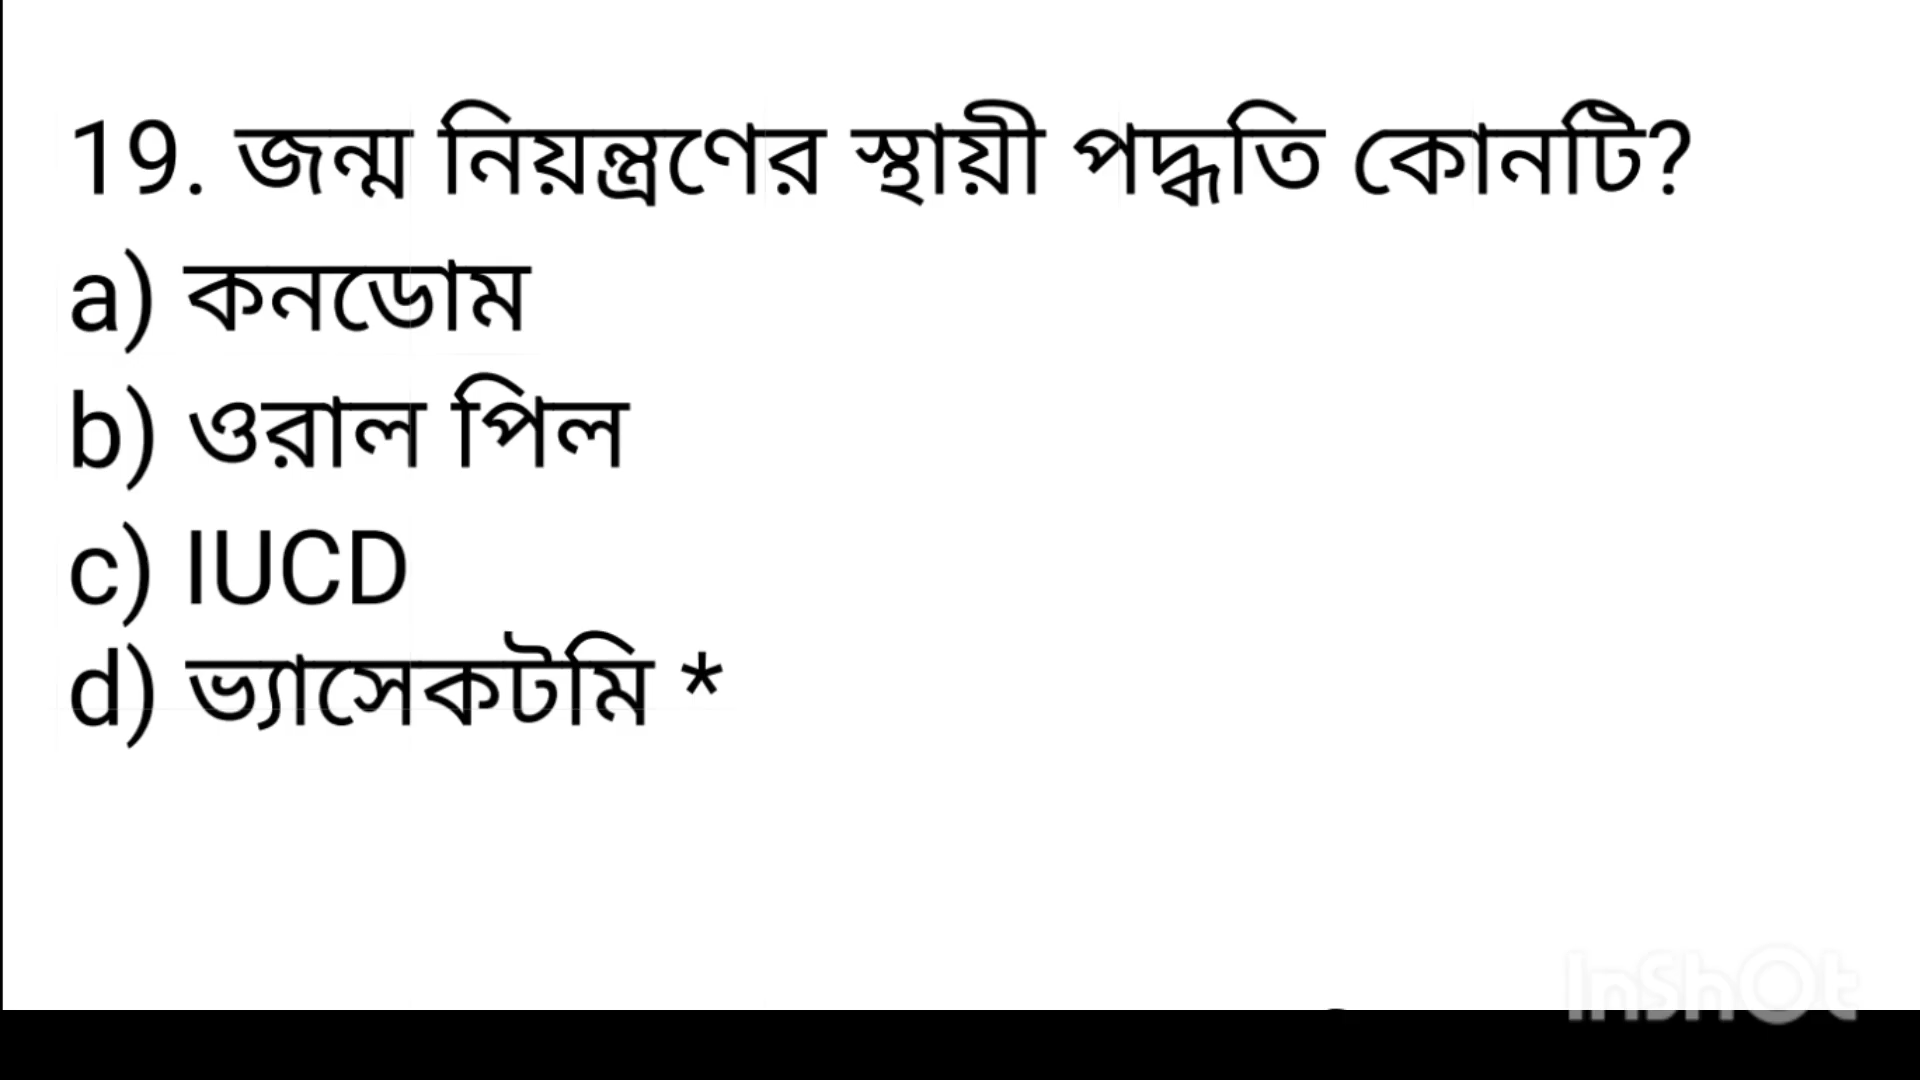 19. জন্ম নিয়ন্ত্রণের স্থায়ী পদ্ধতি কোনটি?
a) কনডোম
b) ওরাল পিল
c) IUCD
d) ভ্যাসেকটমি *
InShOt